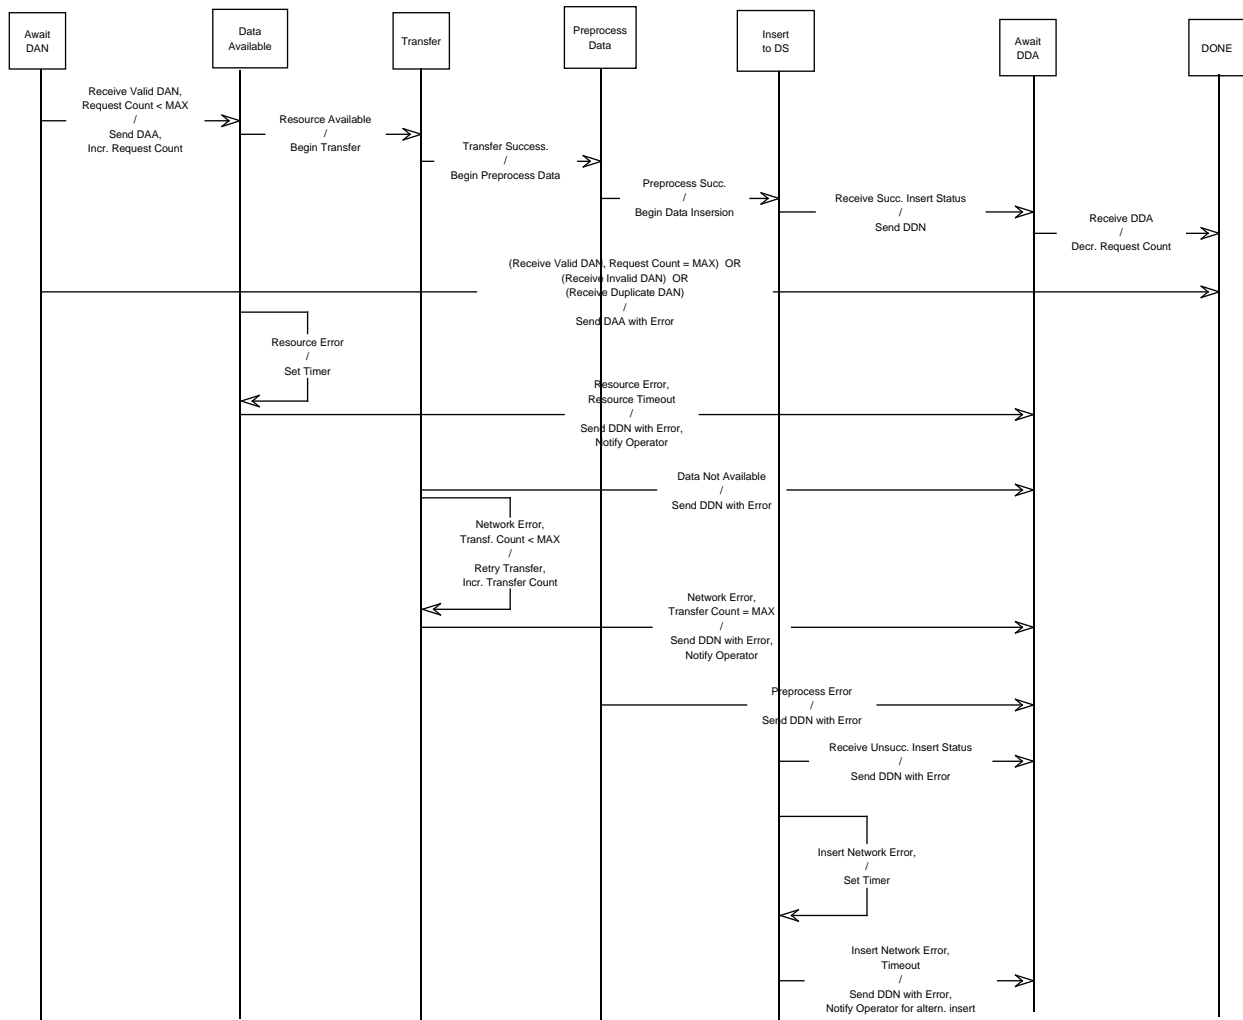 Await
DAN
Data
Available
Transfer
Preprocess
Data
Insert
to DS
Await
DDA
DONE
Receive Valid DAN,
Request Count < MAX
/
Send DAA,
Incr. Request Count
Resource Available
/
Begin Transfer
Transfer Success.
/
Begin Preprocess Data
Preprocess Succ.
/
Begin Data Insersion
Receive Succ. Insert Status
/
Send DDN
Receive DDA
/
Decr. Request Count
(Receive Valid DAN, Request Count = MAX) OR
(Receive Invalid DAN) OR
(Receive Duplicate DAN)
/
Send DAA with Error
Resource Error
/
Set Timer
Resource Error,
Resource Timeout
/
Send DDN with Error,
Notify Operator
Data Not Available
/
Send DDN with Error
Network Error,
Transf. Count < MAX
/
Retry Transfer,
Incr. Transfer Count
Network Error,
Transfer Count = MAX
/
Send DDN with Error,
Notify Operator
Preprocess Error
/
Send DDN with Error
Receive Unsucc. Insert Status
/
Send DDN with Error
Insert Network Error,
/
Set Timer
Insert Network Error,
Timeout
/
Send DDN with Error,
Notify Operator for altern. insert